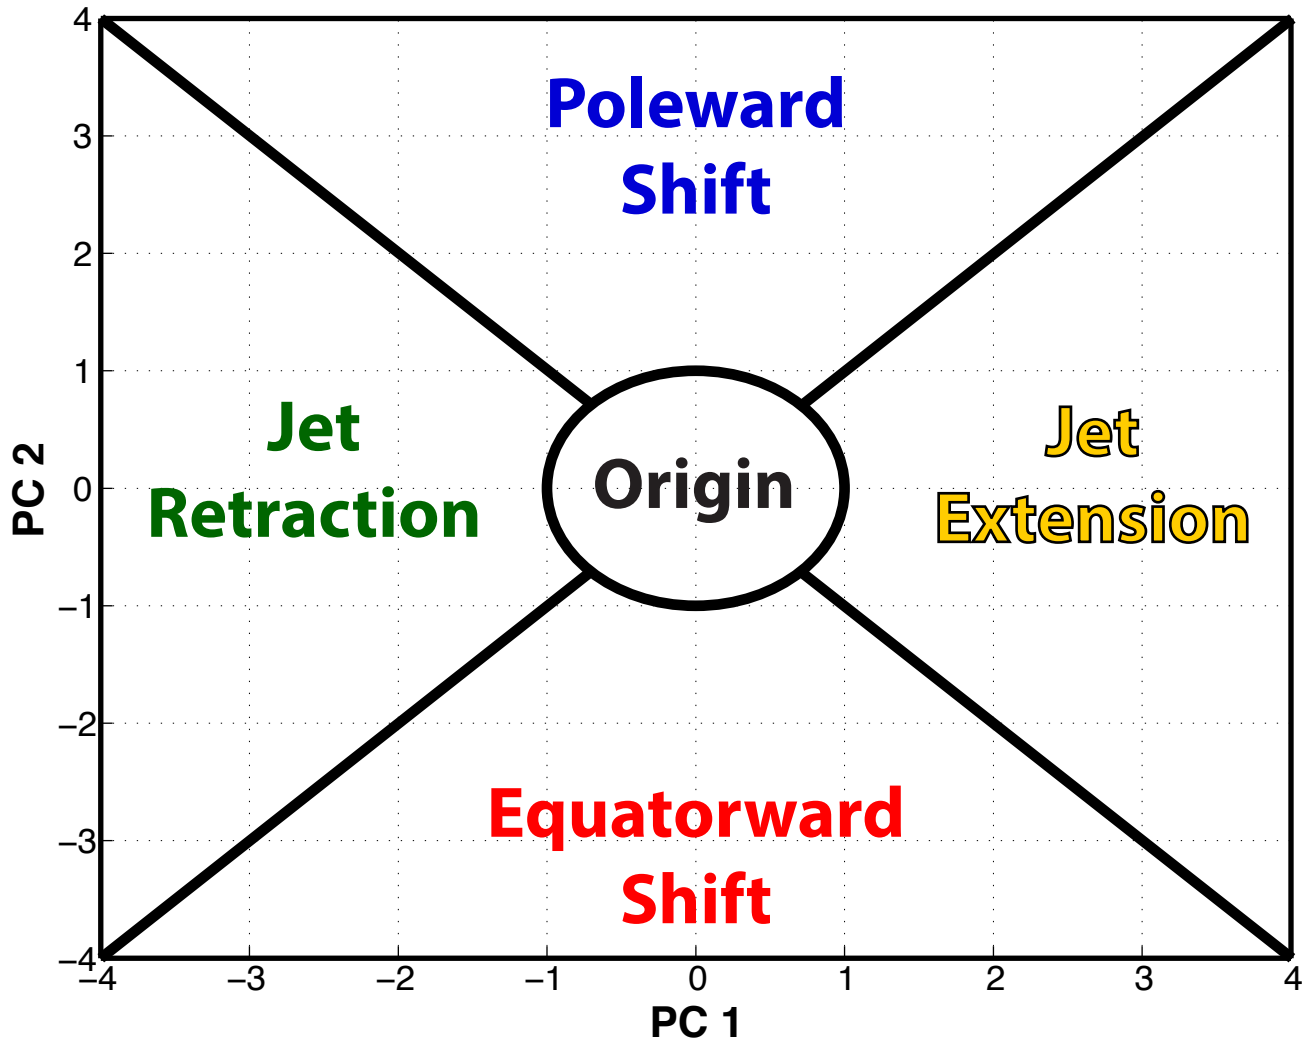 4
Poleward
Shift
3
2
1
Jet
Retraction
Origin
Jet
Extension
PC 2
0
−1
−2
Equatorward
Shift
−3
−4
−4 −3 −2 −1 0 1 2 3 4
PC 1